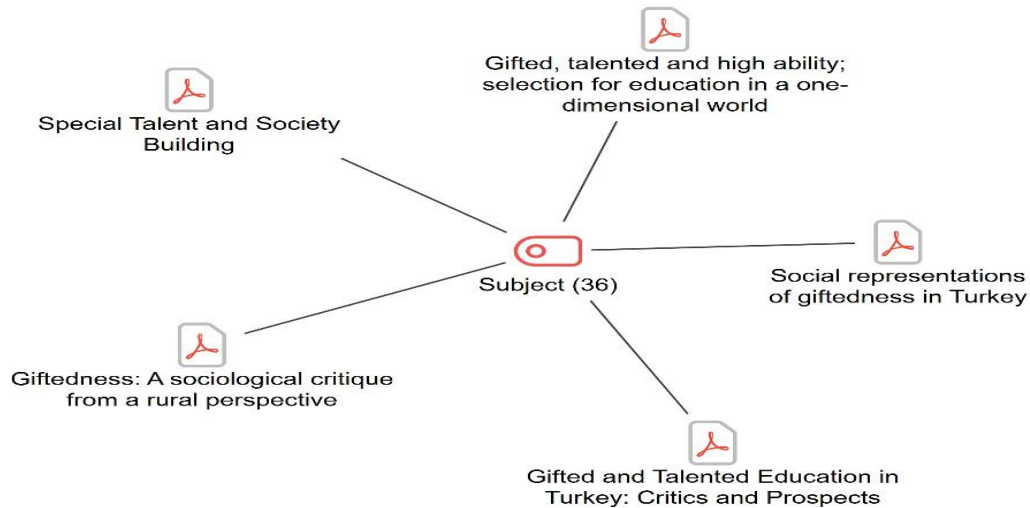 Gifted, talented and high ability;
selection for education in a one-
dimensional world
Special Talent and Society
Building
Subject (36)
Social representations
of giftedness in Turkey
Giftedness: A sociological critique
from a rural perspective
Gifted and Talented Education in
Turkey: Critics and Prospects